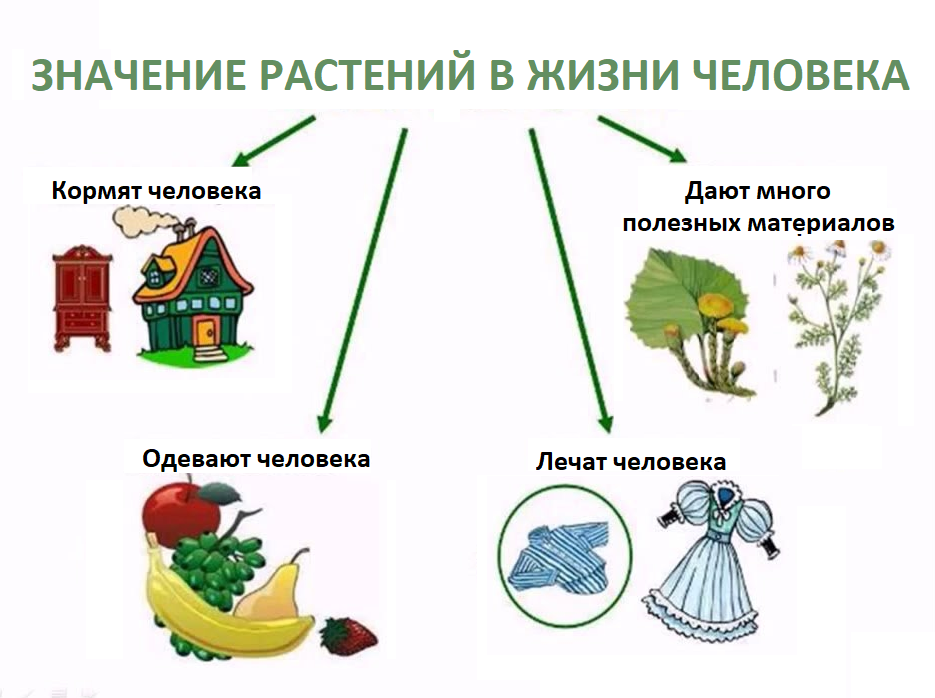 ЗНАЧЕНИЕ РАСТЕНИЙ В ЖИЗНИ ЧЕЛОВЕКА
Кормят человека
Дают много
полезных материалов
Одевают человека
Лечат человека